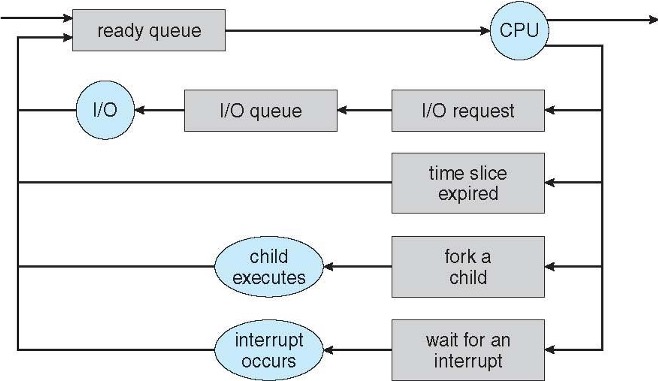 ready queue
CPU
I/O
I/O queue
I/O request
time slice
expired
child
executes
fork a
child
interrupt
occurs
wait for an
interrupt